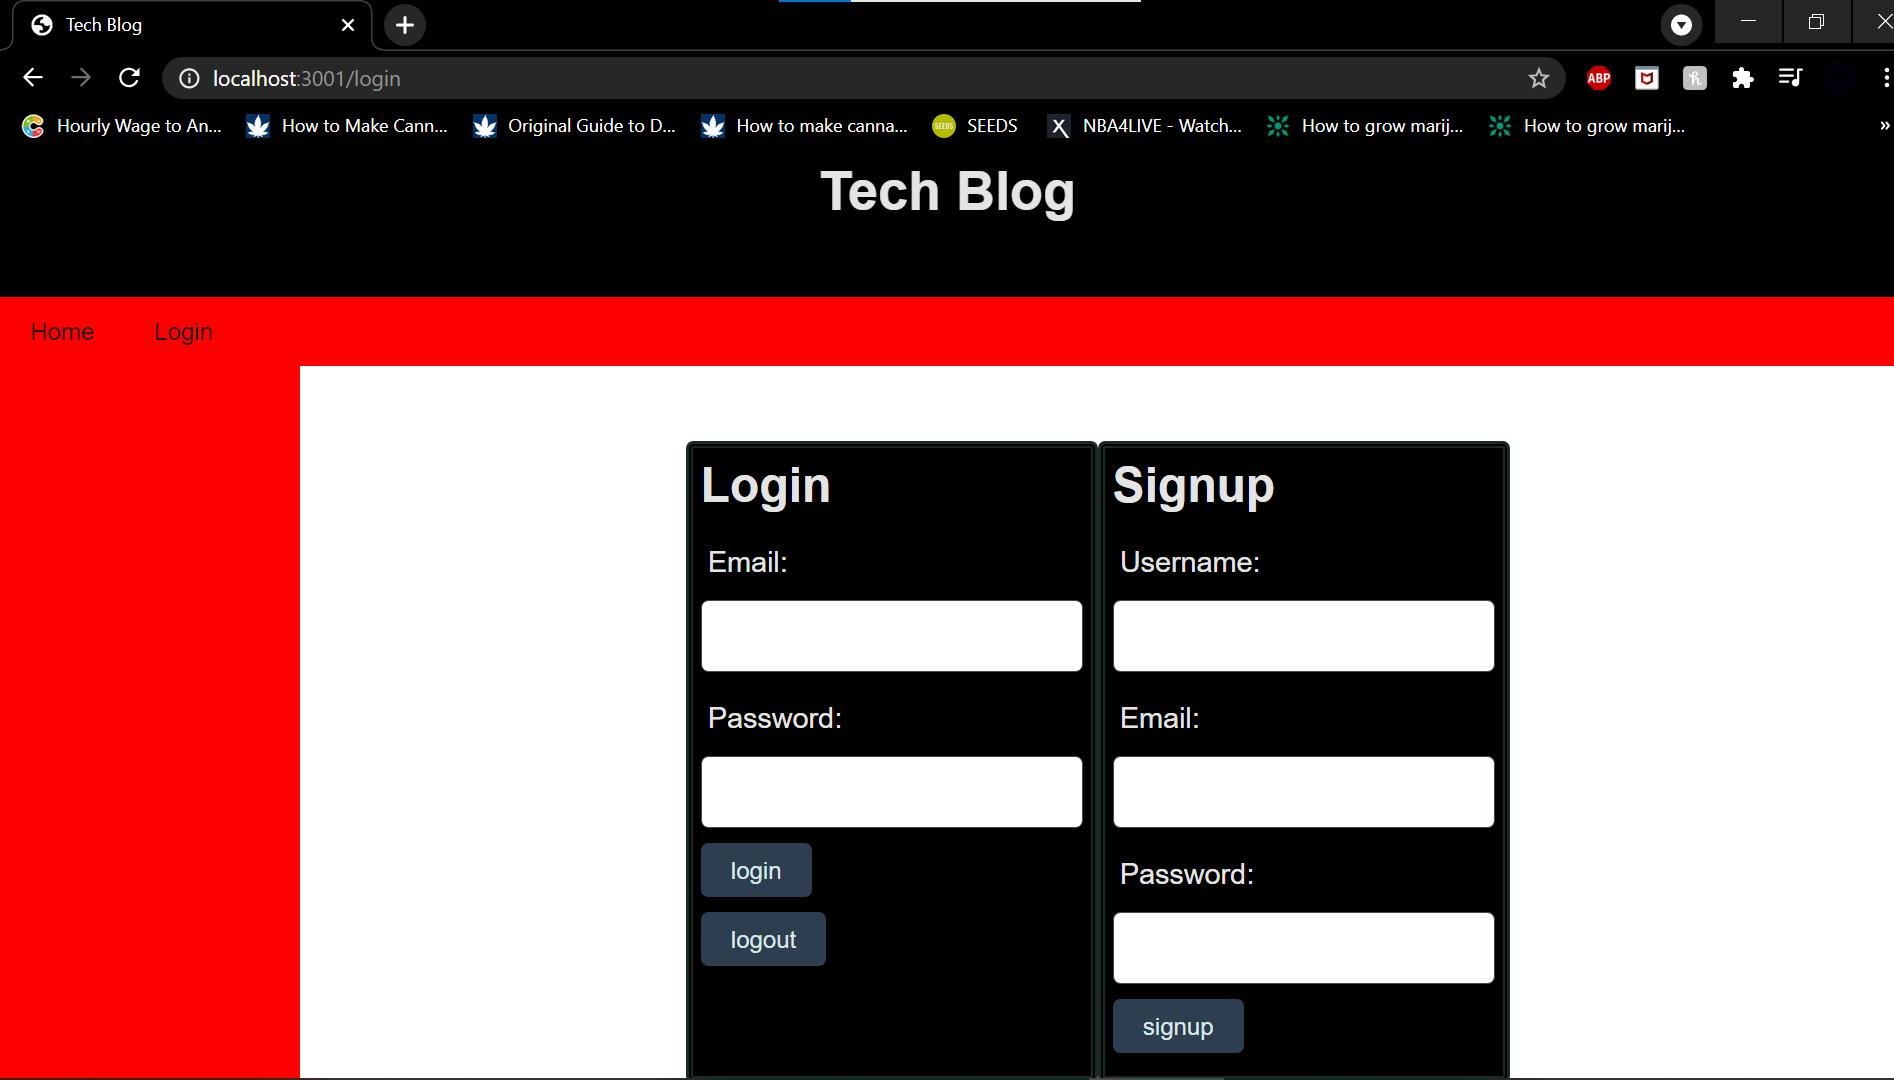 Tech Blog
localhost:3001/login
ABP
Hourly Wage to An...
How to Make Cann...
Original Guide to D...
How to make canna...
SEEDS
SEEDS
NBA4LIVE - Watch...
How to grow marij...
How to grow marij...
»
Tech Blog
Home
Login
Login
Email:
Password:
login
logout
Signup
Username:
Email:
Password:
signup